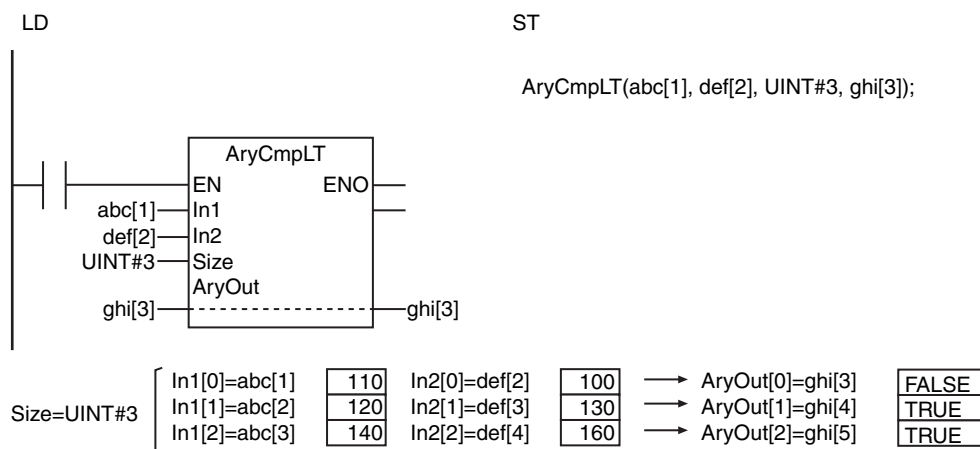 LD
ST
AryCmpLT(abc[1], def[2], UINT#3, ghi[3]);
AryCmpLT
EN ENO
abc[1] In1
def[2] In2
UINT#3 Size
AryOut
ghi[3] ghi[3]
In1[0]=abc[1] 110 In2[0]=def[2] 100 AryOut[0]=ghi[3] FALSE
Size=UINT#3 In1[1]=abc[2] 120 In2[1]=def[3] 130 AryOut[1]=ghi[4] TRUE
In1[2]=abc[3] 140 In2[2]=def[4] 160 AryOut[2]=ghi[5] TRUE